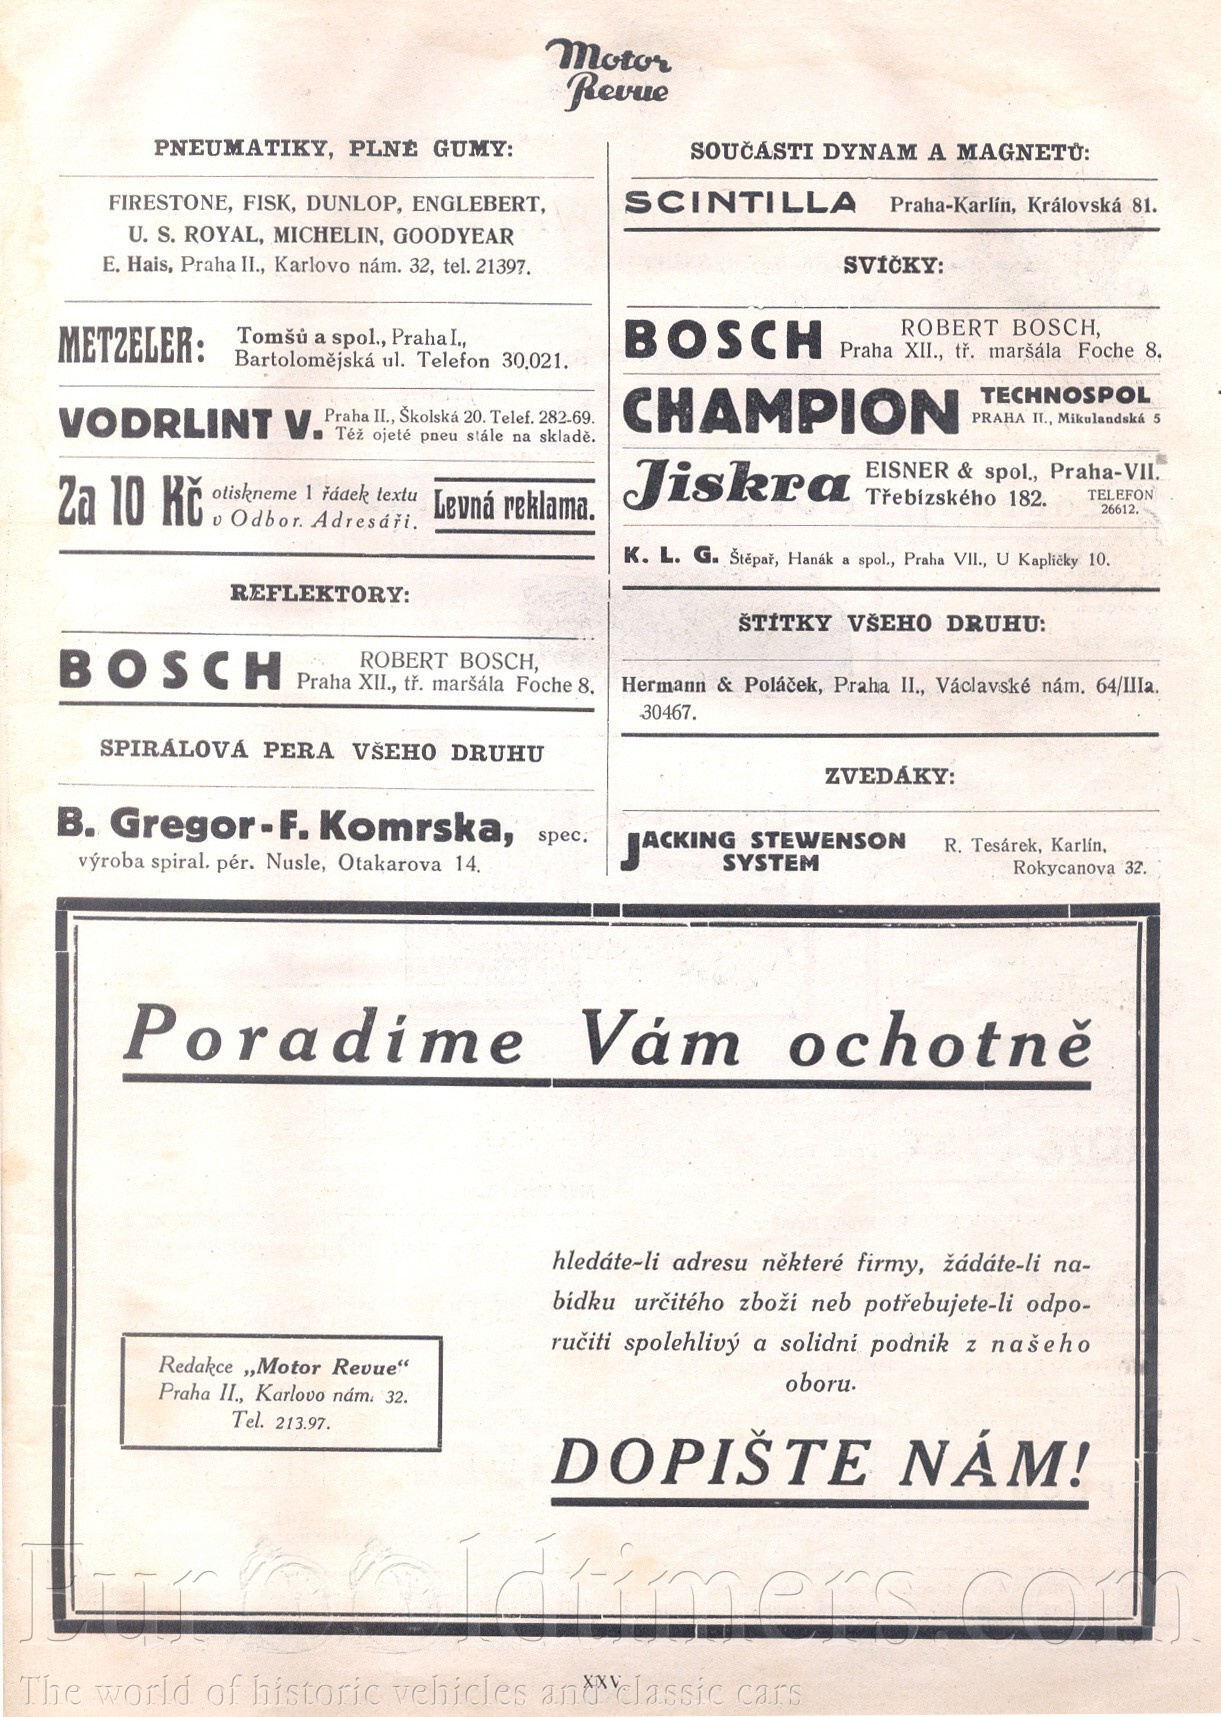 Motor
Revue
PNEUMATIKY, PLNÉ GUMY:
FIRESTONE, FISK, DUNLOP, ENGLEBERT,
U. S. ROYAL, MICHELIN, GOODYEAR
E. Hais, Praha II., Karlovo nám. 32, tel. 21397.
METZELER: Tomšů a spol., Praha I.,
Bartolomějská ul. Telefon 30.021.
VODRLINT V. Praha II., Školská 20. Telef. 282-69.
Též ojeté pneu stále na skladě.
Za 10 Kč otiskneme 1 řádek textu
v Odbor. Adresáři. Levná reklama.
REFLEKTORY:
BOSCH ROBERT BOSCH,
Praha XII., tř. maršála Foche 8.
SPIRÁLOVÁ PERA VŠEHO DRUHU
B. Gregor-F. Komrska, spec.
výroba spiral. pér. Nusle, Otakarova 14.
SOUČÁSTI DYNAM A MAGNETŮ:
SCINTILLA Praha-Karlín, Královská 81.
SVÍČKY:
BOSCH ROBERT BOSCH,
Praha XII., tř. maršála Foche 8.
CHAMPION TECHNOSPOL
PRAHA II., Mikulandská 5
Jiskra EISNER & spol., Praha-VII.
Třebízského 182. TELEFON
26612.
K. L. G. Štěpař, Hanák a spol., Praha VII., U Kapličky 10.
ŠTÍTKY VŠEHO DRUHU:
Hermann & Poláček, Praha II., Václavské nám. 64/IIIa.
30467.
ZVEDÁKY:
JACKING STEWENSON
SYSTEM R. Tesárek, Karlín,
Rokycanova 32.
Poradíme Vám ochotně
hledáte-li adresu některé firmy, žádáte-li na-
bídku určitého zboží neb potřebujete-li odpo-
ručiti spolehlivý a solidní podnik z našeho
oboru.
Redakce „Motor Revue“
Praha II., Karlovo nám. 32.
Tel. 213.97.
DOPIŠTE NÁM!
EurOldtimers.com
The world of historic vehicles and classic cars
XXV